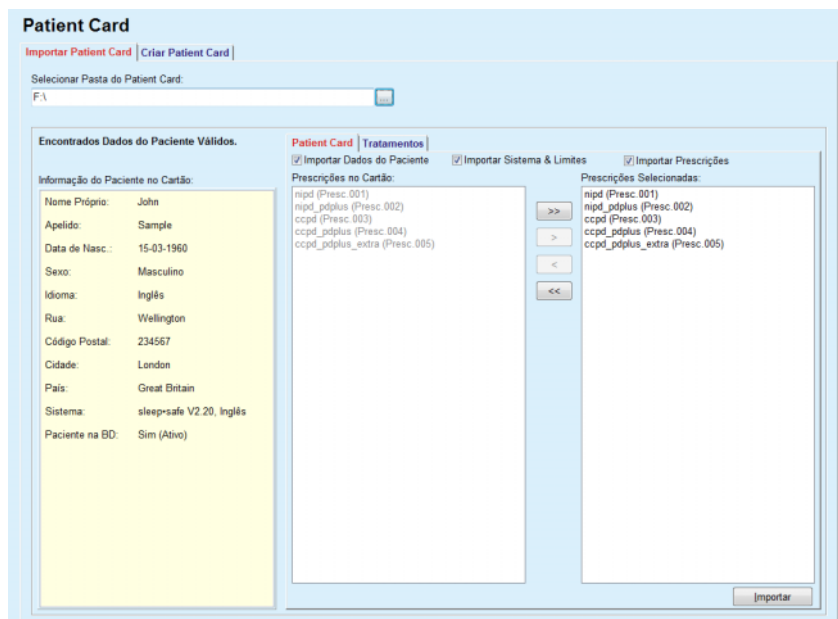 Patient Card
Importar Patient Card Criar Patient Card
Selecionar Pasta do Patient Card:
F:\
...
Encontrados Dados do Paciente Válidos.
Informação do Paciente no Cartão:
Nome Próprio: John
Apelido: Sample
Data de Nasc.: 15-03-1960
Sexo: Masculino
Idioma: Inglês
Rua: Wellington
Código Postal: 234567
Cidade: London
País: Great Britain
Sistema: sleep•safe V2.20, Inglês
Paciente na BD: Sim (Ativo)
Patient Card Tratamentos
Importar Dados do Paciente Importar Sistema & Limites Importar Prescrições
Prescrições no Cartão:
nipd (Presc.001)
nipd_pdplus (Presc.002)
ccpd (Presc.003)
ccpd_pdplus (Presc.004)
ccpd_pdplus_extra (Presc.005)
>>
>
<
<<
Prescrições Selecionadas:
nipd (Presc.001)
nipd_pdplus (Presc.002)
ccpd (Presc.003)
ccpd_pdplus (Presc.004)
ccpd_pdplus_extra (Presc.005)
Importar